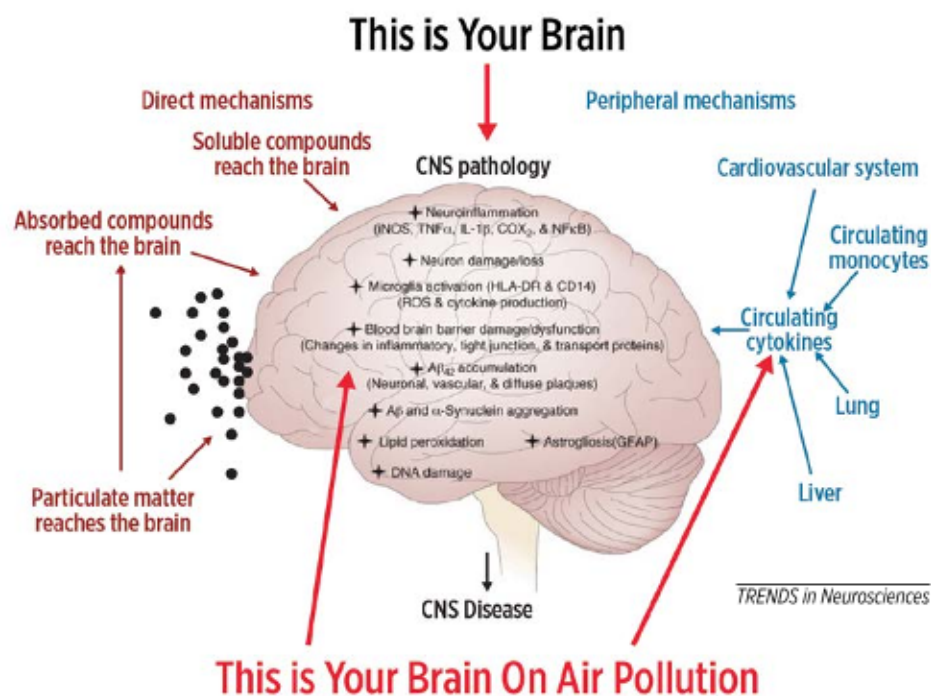 This is Your Brain
Direct mechanisms
Peripheral mechanisms
Soluble compounds
reach the brain
CNS pathology
Cardiovascular system
Absorbed compounds
reach the brain
Circulating
monocytes
Neuroinflammation
(iNOS, TNFα, IL-1β, COX₂, & NFκB)
Neuron damage/loss
Microglia activation (HLA-DR & CD14)
(ROS & cytokine production)
Circulating
cytokines
Blood brain barrier damage/dysfunction
(Changes in inflammatory, tight junction, & transport proteins)
Aβ₄₂ accumulation
(Neuronal, vascular, & diffuse plaques)
Aβ and α-Synuclein aggregation
Lung
Lipid peroxidation
Astrogliosis(GFAP)
DNA damage
Particulate matter
reaches the brain
Liver
CNS Disease
TRENDS in Neurosciences
This is Your Brain On Air Pollution